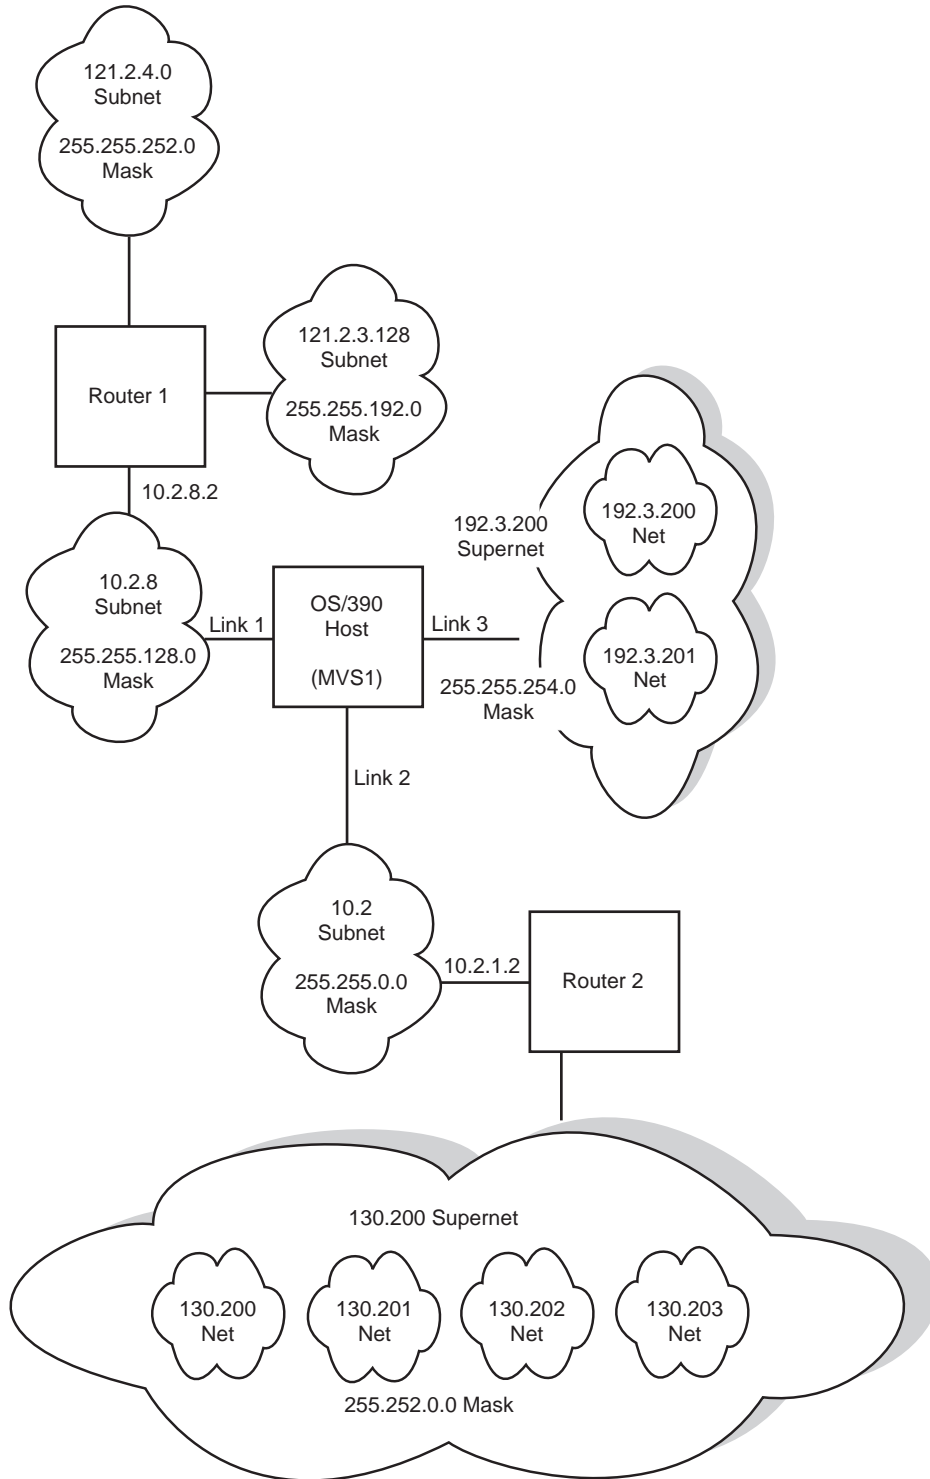 121.2.4.0
Subnet
255.255.252.0
Mask
121.2.3.128
Subnet
255.255.192.0
Mask
Router 1
10.2.8.2
192.3.200
Supernet
192.3.200
Net
10.2.8
Subnet
255.255.128.0
Mask
Link 1
OS/390
Host
(MVS1)
Link 3
192.3.201
Net
255.255.254.0
Mask
Link 2
10.2
Subnet
255.255.0.0
Mask
10.2.1.2
Router 2
130.200 Supernet
130.200
Net
130.201
Net
130.202
Net
130.203
Net
255.252.0.0 Mask